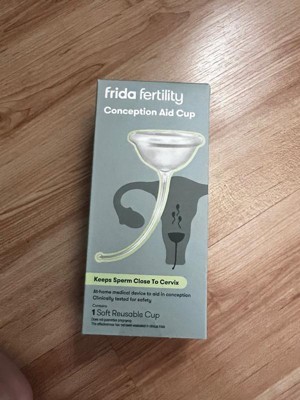 frida fertility
Conception Aid Cup
Keeps Sperm Close To Cervix
At-home medical device to aid in conception
Clinically tested for safety
Contains
1 Soft Reusable Cup